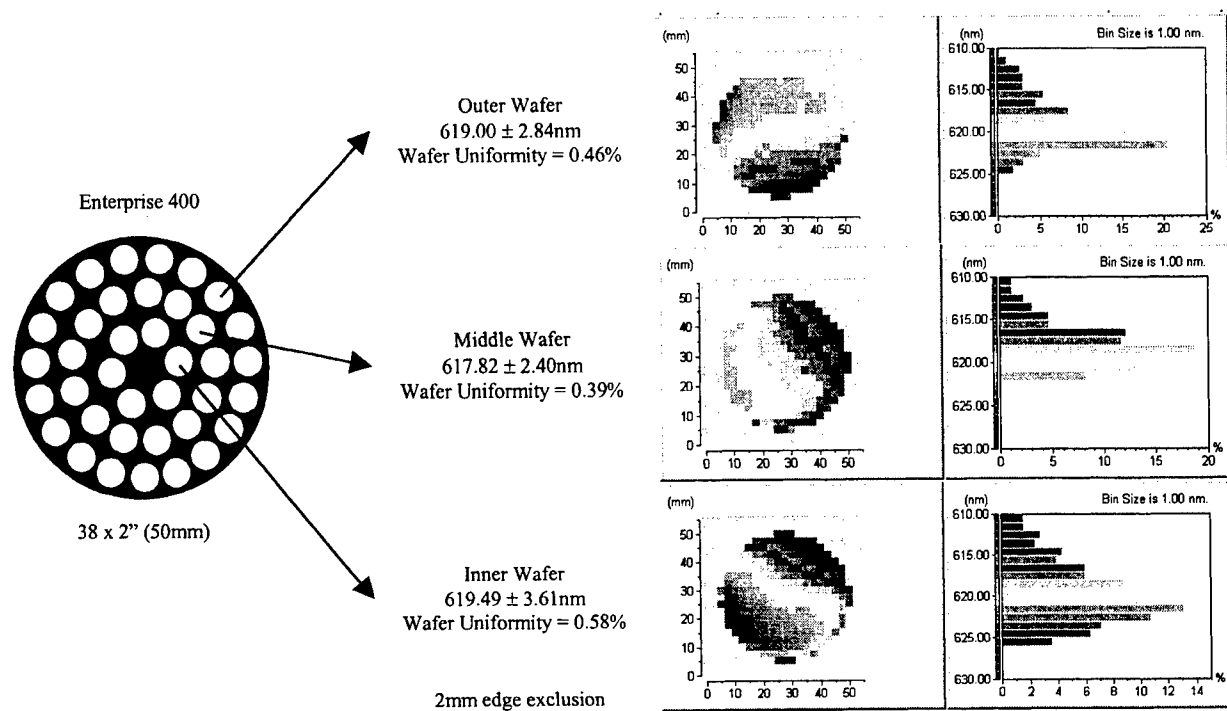 Enterprise 400
38 x 2" (50mm)
Outer Wafer
619.00 ± 2.84nm
Wafer Uniformity = 0.46%
Middle Wafer
617.82 ± 2.40nm
Wafer Uniformity = 0.39%
Inner Wafer
619.49 ± 3.61nm
Wafer Uniformity = 0.58%
2mm edge exclusion
(mm)
50
40
30
20
10
0
0 10 20 30 40 50
(nm) Bin Size is 1.00 nm.
610.00
615.00
620.00
625.00
630.00
%
0 5 10 15 20 25
(mm)
50
40
30
20
10
0
0 10 20 30 40 50
(nm) Bin Size is 1.00 nm.
610.00
615.00
620.00
625.00
630.00
%
0 5 10 15 20
(mm)
50
40
30
20
10
0
0 10 20 30 40 50
(nm) Bin Size is 1.00 nm.
610.00
615.00
620.00
625.00
630.00
%
0 2 4 6 8 10 12 14